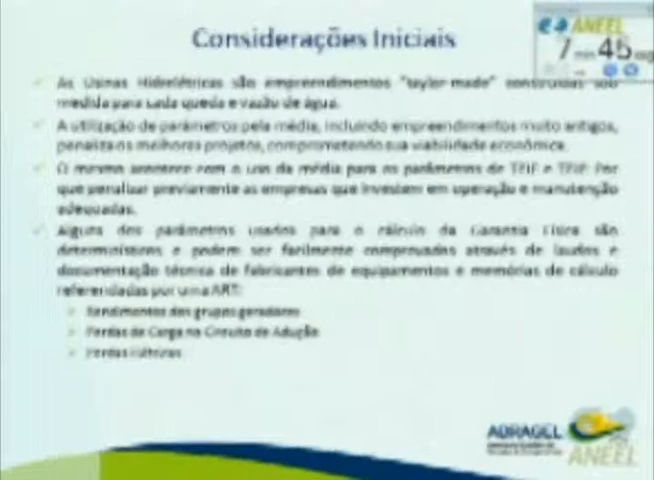 Considerações Iniciais
ANEEL
7 min 45 seg
As Usinas Hidrelétricas são empreendimentos "taylor-made" construídas sob
medida para cada queda e vazão de água.
A utilização de parâmetros pela média, incluindo empreendimentos muito antigos,
penaliza os melhores projetos, comprometendo sua viabilidade econômica.
O mesmo acontece com o uso da média para os parâmetros de TEIF e TEIP. Por
que penalizar previamente as empresas que investem em operação e manutenção
adequadas.
Alguns dos parâmetros usados para o cálculo da Garantia Física são
determinísticos e podem ser facilmente comprovados através de laudos e
documentação técnica de fabricantes de equipamentos e memórias de cálculo
referendadas por uma ART:
Rendimentos dos grupos geradores
Perdas de Carga no Circuito de Adução
Perdas Elétricas
ABRAGEL
ANEEL